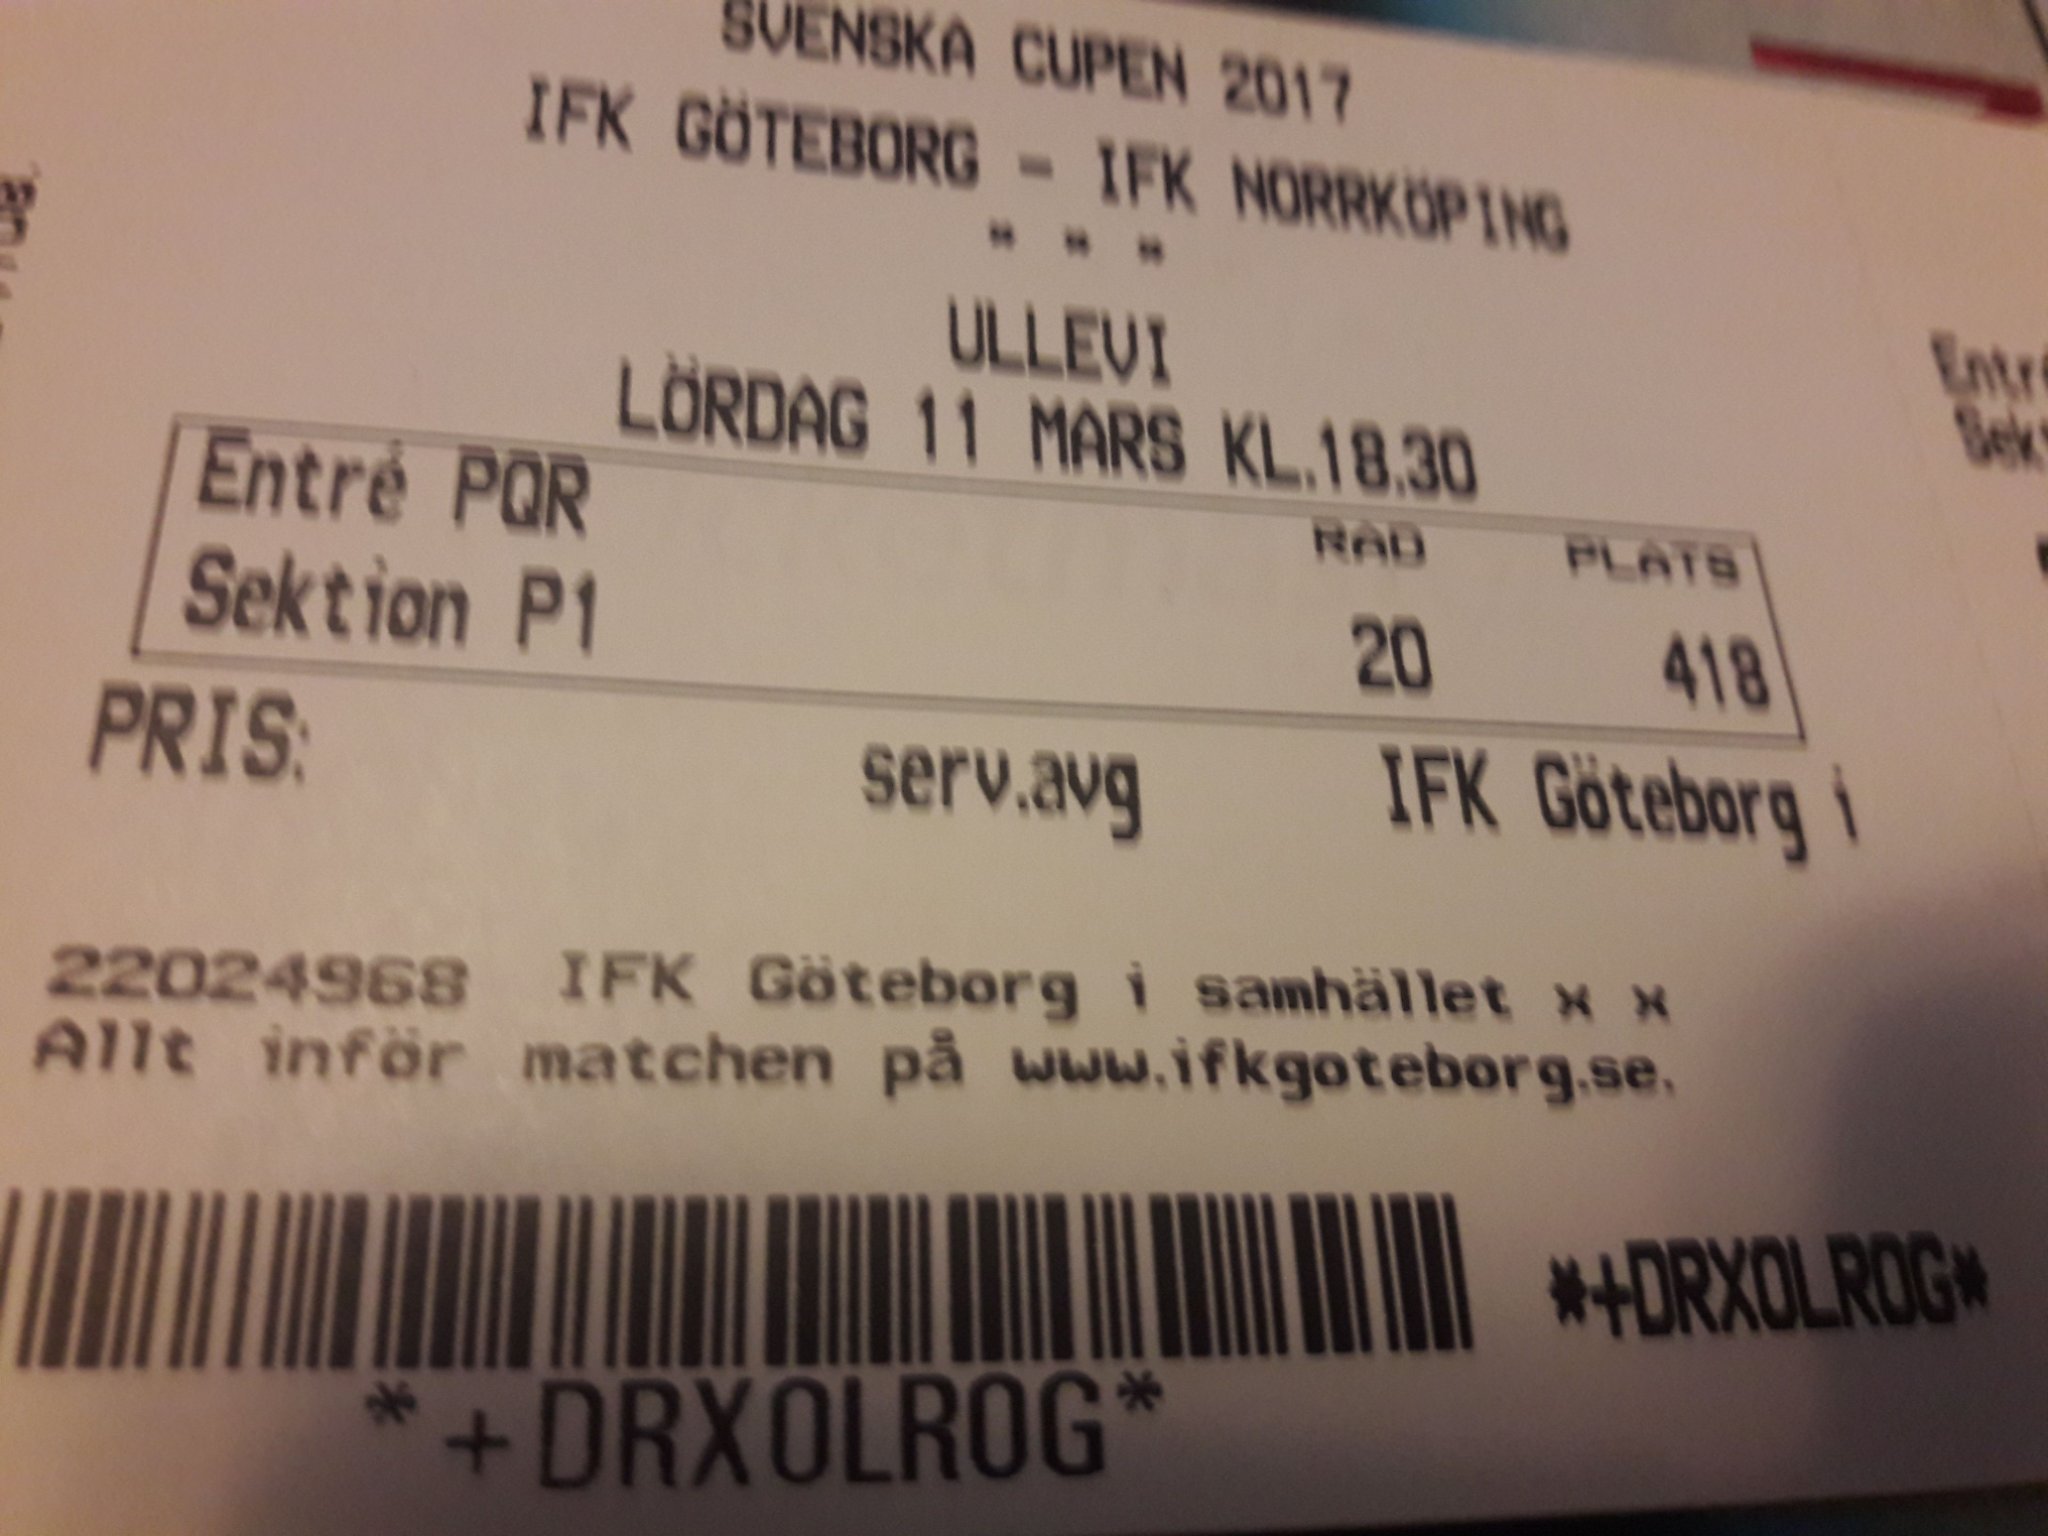 SVENSKA CUPEN 2017
IFK GÖTEBORG - IFK NORRKÖPING
" " "
ULLEVI
LÖRDAG 11 MARS KL.18.30
Entré PQR
RAD PLATS
Sektion P1 20 418
PRIS: serv.avg IFK Göteborg i
22024968 IFK Göteborg i samhället x x
Allt inför matchen på www.ifkgoteborg.se.
*+DRXOLROG*
*+DRXOLROG*
Entré